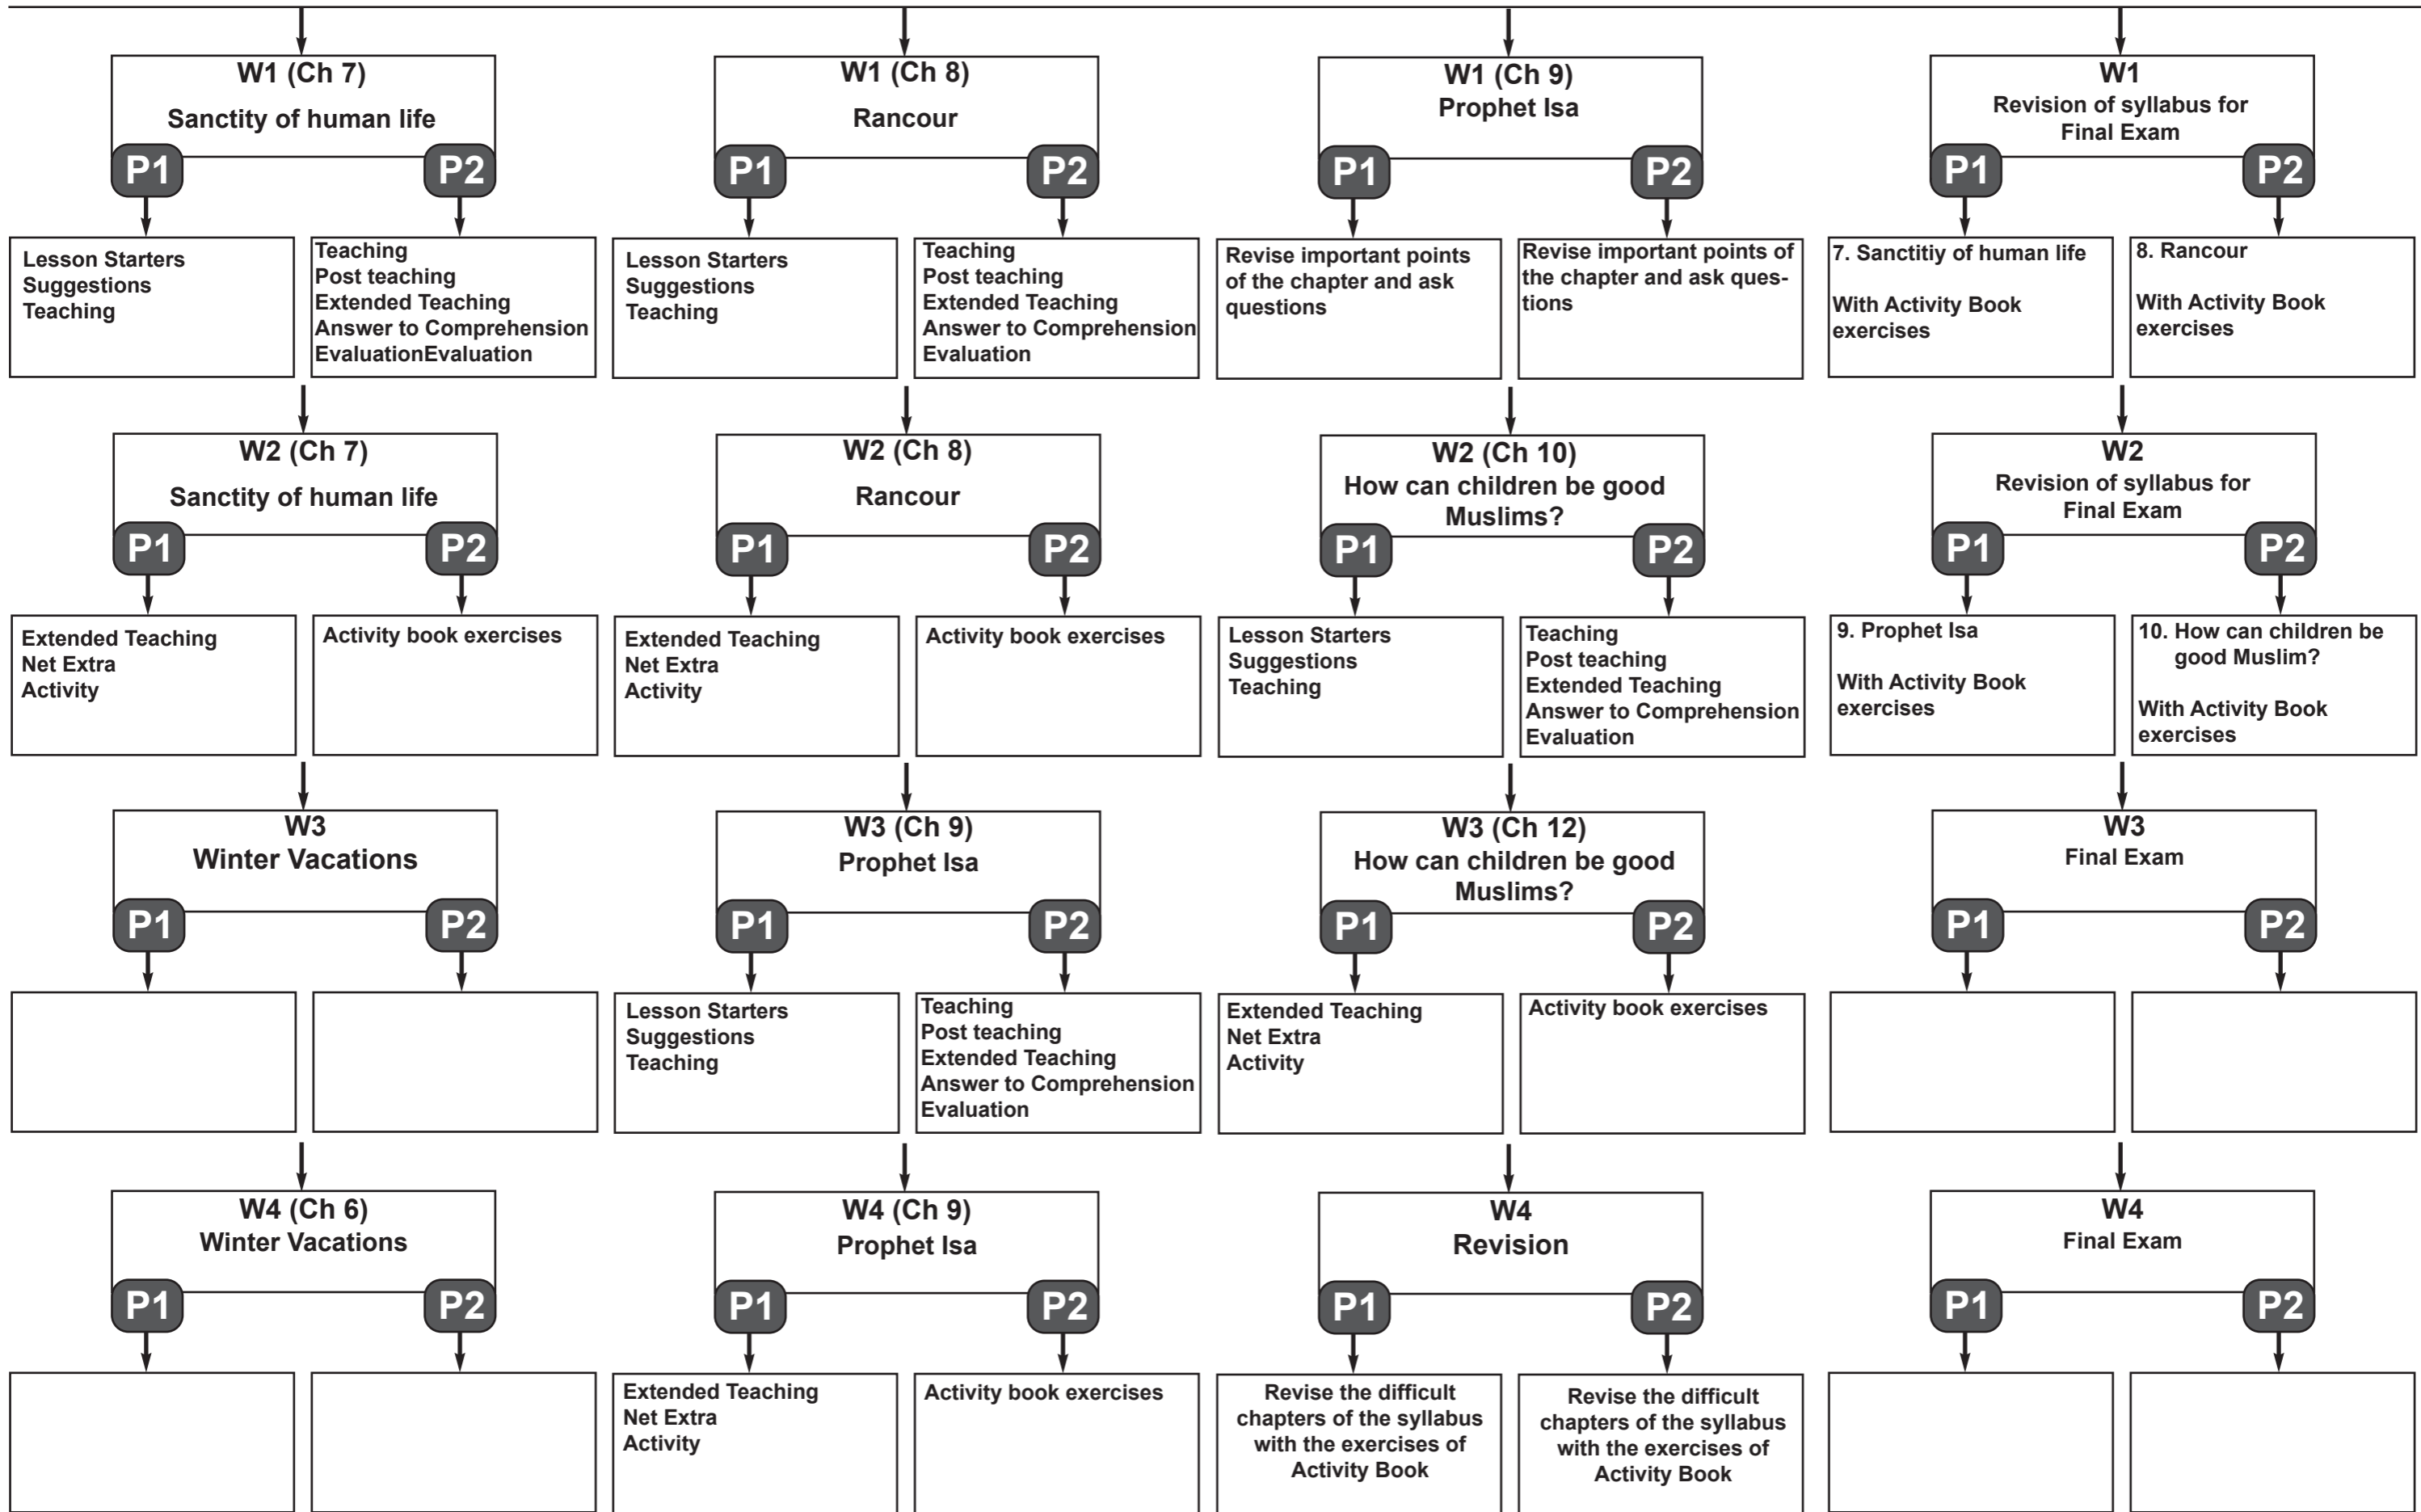 W1 (Ch 7)
Sanctity of human life
P1
P2
Lesson Starters
Suggestions
Teaching
Teaching
Post teaching
Extended Teaching
Answer to Comprehension
EvaluationEvaluation
W2 (Ch 7)
Sanctity of human life
P1
P2
Extended Teaching
Net Extra
Activity
Activity book exercises
W3
Winter Vacations
P1
P2
W4 (Ch 6)
Winter Vacations
P1
P2
W1 (Ch 8)
Rancour
P1
P2
Lesson Starters
Suggestions
Teaching
Teaching
Post teaching
Extended Teaching
Answer to Comprehension
Evaluation
W2 (Ch 8)
Rancour
P1
P2
Extended Teaching
Net Extra
Activity
Activity book exercises
W3 (Ch 9)
Prophet Isa
P1
P2
Lesson Starters
Suggestions
Teaching
Teaching
Post teaching
Extended Teaching
Answer to Comprehension
Evaluation
W4 (Ch 9)
Prophet Isa
P1
P2
Extended Teaching
Net Extra
Activity
Activity book exercises
W1 (Ch 9)
Prophet Isa
P1
P2
Revise important points
of the chapter and ask
questions
Revise important points of
the chapter and ask ques-
tions
W2 (Ch 10)
How can children be good
Muslims?
P1
P2
Lesson Starters
Suggestions
Teaching
Teaching
Post teaching
Extended Teaching
Answer to Comprehension
Evaluation
W3 (Ch 12)
How can children be good
Muslims?
P1
P2
Extended Teaching
Net Extra
Activity
Activity book exercises
W4
Revision
P1
P2
Revise the difficult
chapters of the syllabus
with the exercises of
Activity Book
Revise the difficult
chapters of the syllabus
with the exercises of
Activity Book
W1
Revision of syllabus for
Final Exam
P1
P2
7. Sanctitiy of human life
With Activity Book
exercises
8. Rancour
With Activity Book
exercises
W2
Revision of syllabus for
Final Exam
P1
P2
9. Prophet Isa
With Activity Book
exercises
10. How can children be
good Muslim?
With Activity Book
exercises
W3
Final Exam
P1
P2
W4
Final Exam
P1
P2